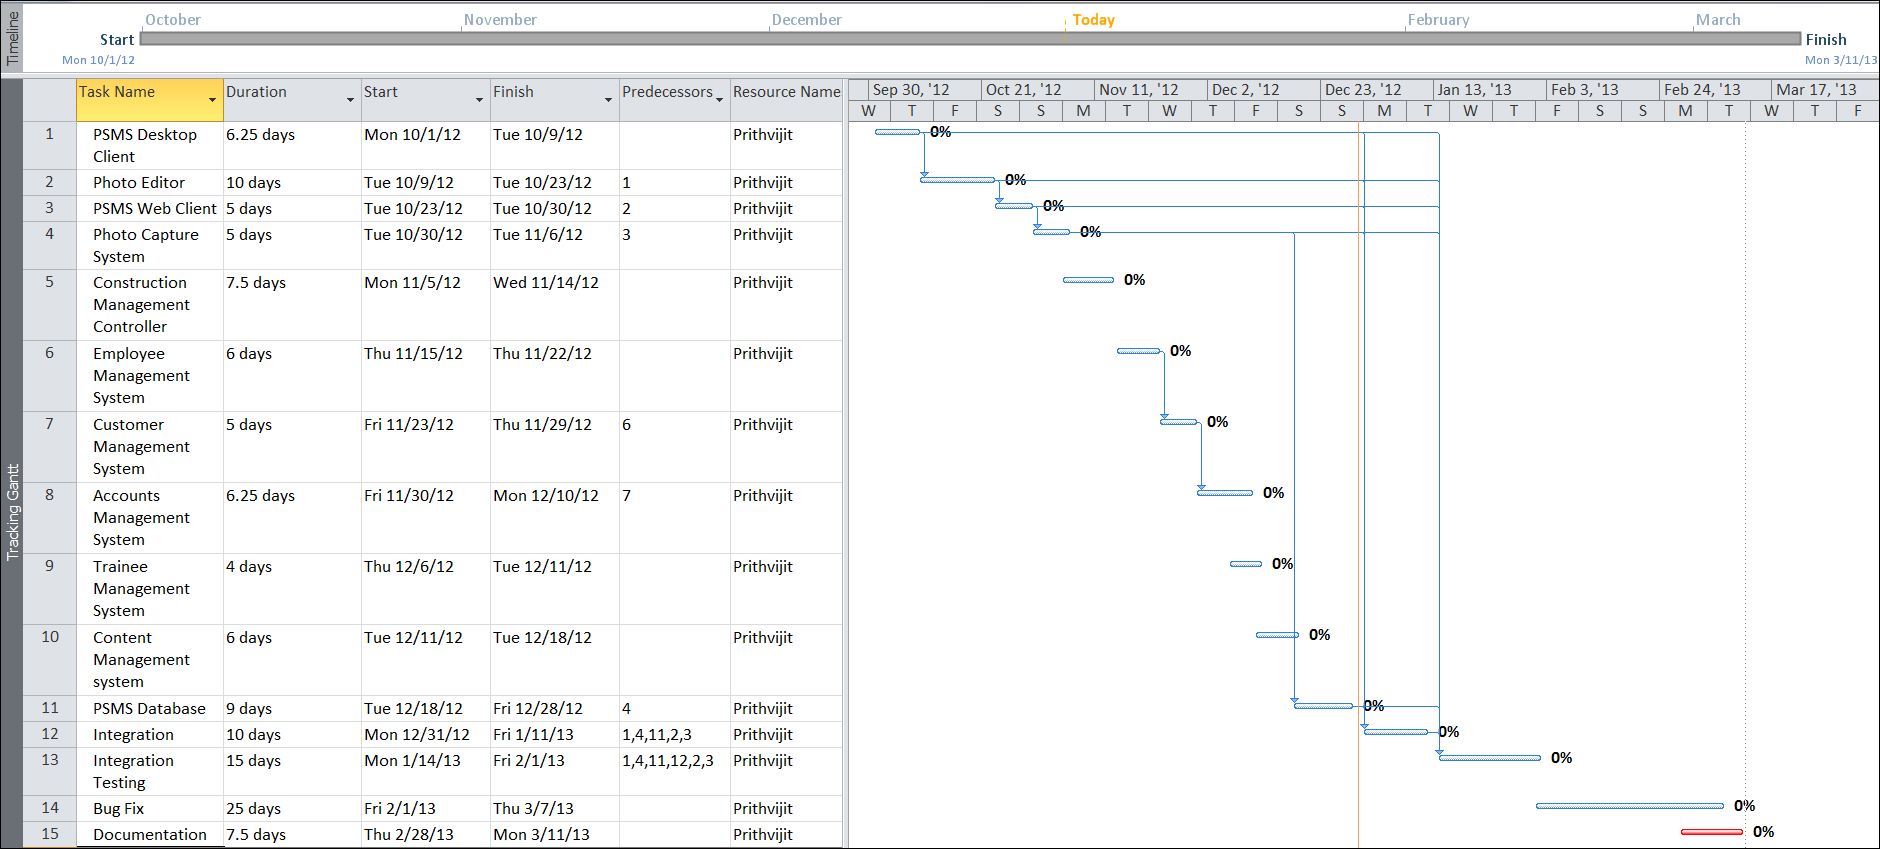 Timeline
October November December Today February March
Start Finish
Mon 10/1/12 Mon 3/11/13
Tracking Gantt
Task Name Duration Start Finish Predecessors Resource Name
Sep 30, '12 Oct 21, '12 Nov 11, '12 Dec 2, '12 Dec 23, '12 Jan 13, '13 Feb 3, '13 Feb 24, '13 Mar 17, '13
W T F S S M T W T F S S M T W T F S S M T W T F
1 PSMS Desktop 6.25 days Mon 10/1/12 Tue 10/9/12 Prithvijit 0%
Client
2 Photo Editor 10 days Tue 10/9/12 Tue 10/23/12 1 Prithvijit 0%
3 PSMS Web Client 5 days Tue 10/23/12 Tue 10/30/12 2 Prithvijit 0%
4 Photo Capture 5 days Tue 10/30/12 Tue 11/6/12 3 Prithvijit 0%
System
5 Construction 7.5 days Mon 11/5/12 Wed 11/14/12 Prithvijit 0%
Management
Controller
6 Employee 6 days Thu 11/15/12 Thu 11/22/12 Prithvijit 0%
Management
System
7 Customer 5 days Fri 11/23/12 Thu 11/29/12 6 Prithvijit 0%
Management
System
8 Accounts 6.25 days Fri 11/30/12 Mon 12/10/12 7 Prithvijit 0%
Management
System
9 Trainee 4 days Thu 12/6/12 Tue 12/11/12 Prithvijit 0%
Management
System
10 Content 6 days Tue 12/11/12 Tue 12/18/12 Prithvijit 0%
Management
system
11 PSMS Database 9 days Tue 12/18/12 Fri 12/28/12 4 Prithvijit 0%
12 Integration 10 days Mon 12/31/12 Fri 1/11/13 1,4,11,2,3 Prithvijit 0%
13 Integration 15 days Mon 1/14/13 Fri 2/1/13 1,4,11,12,2,3 Prithvijit 0%
Testing
14 Bug Fix 25 days Fri 2/1/13 Thu 3/7/13 Prithvijit 0%
15 Documentation 7.5 days Thu 2/28/13 Mon 3/11/13 Prithvijit 0%